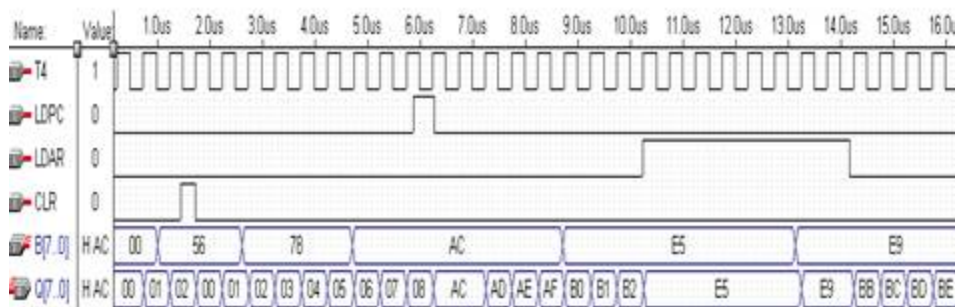 Name: Value 1.0us 2.0us 3.0us 4.0us 5.0us 6.0us 7.0us 8.0us 9.0us 10.0us 11.0us 12.0us 13.0us 14.0us 15.0us 16.0u
T4 1
LDPC 0
LDAR 0
CLR 0
B[7..0] H AC 00 56 78 AC E5 E9
Q[7..0] H AC 00 01 02 00 01 02 03 04 05 06 07 08 AC AD AE AF B0 B1 B2 E5 E9 BB BC BD BE